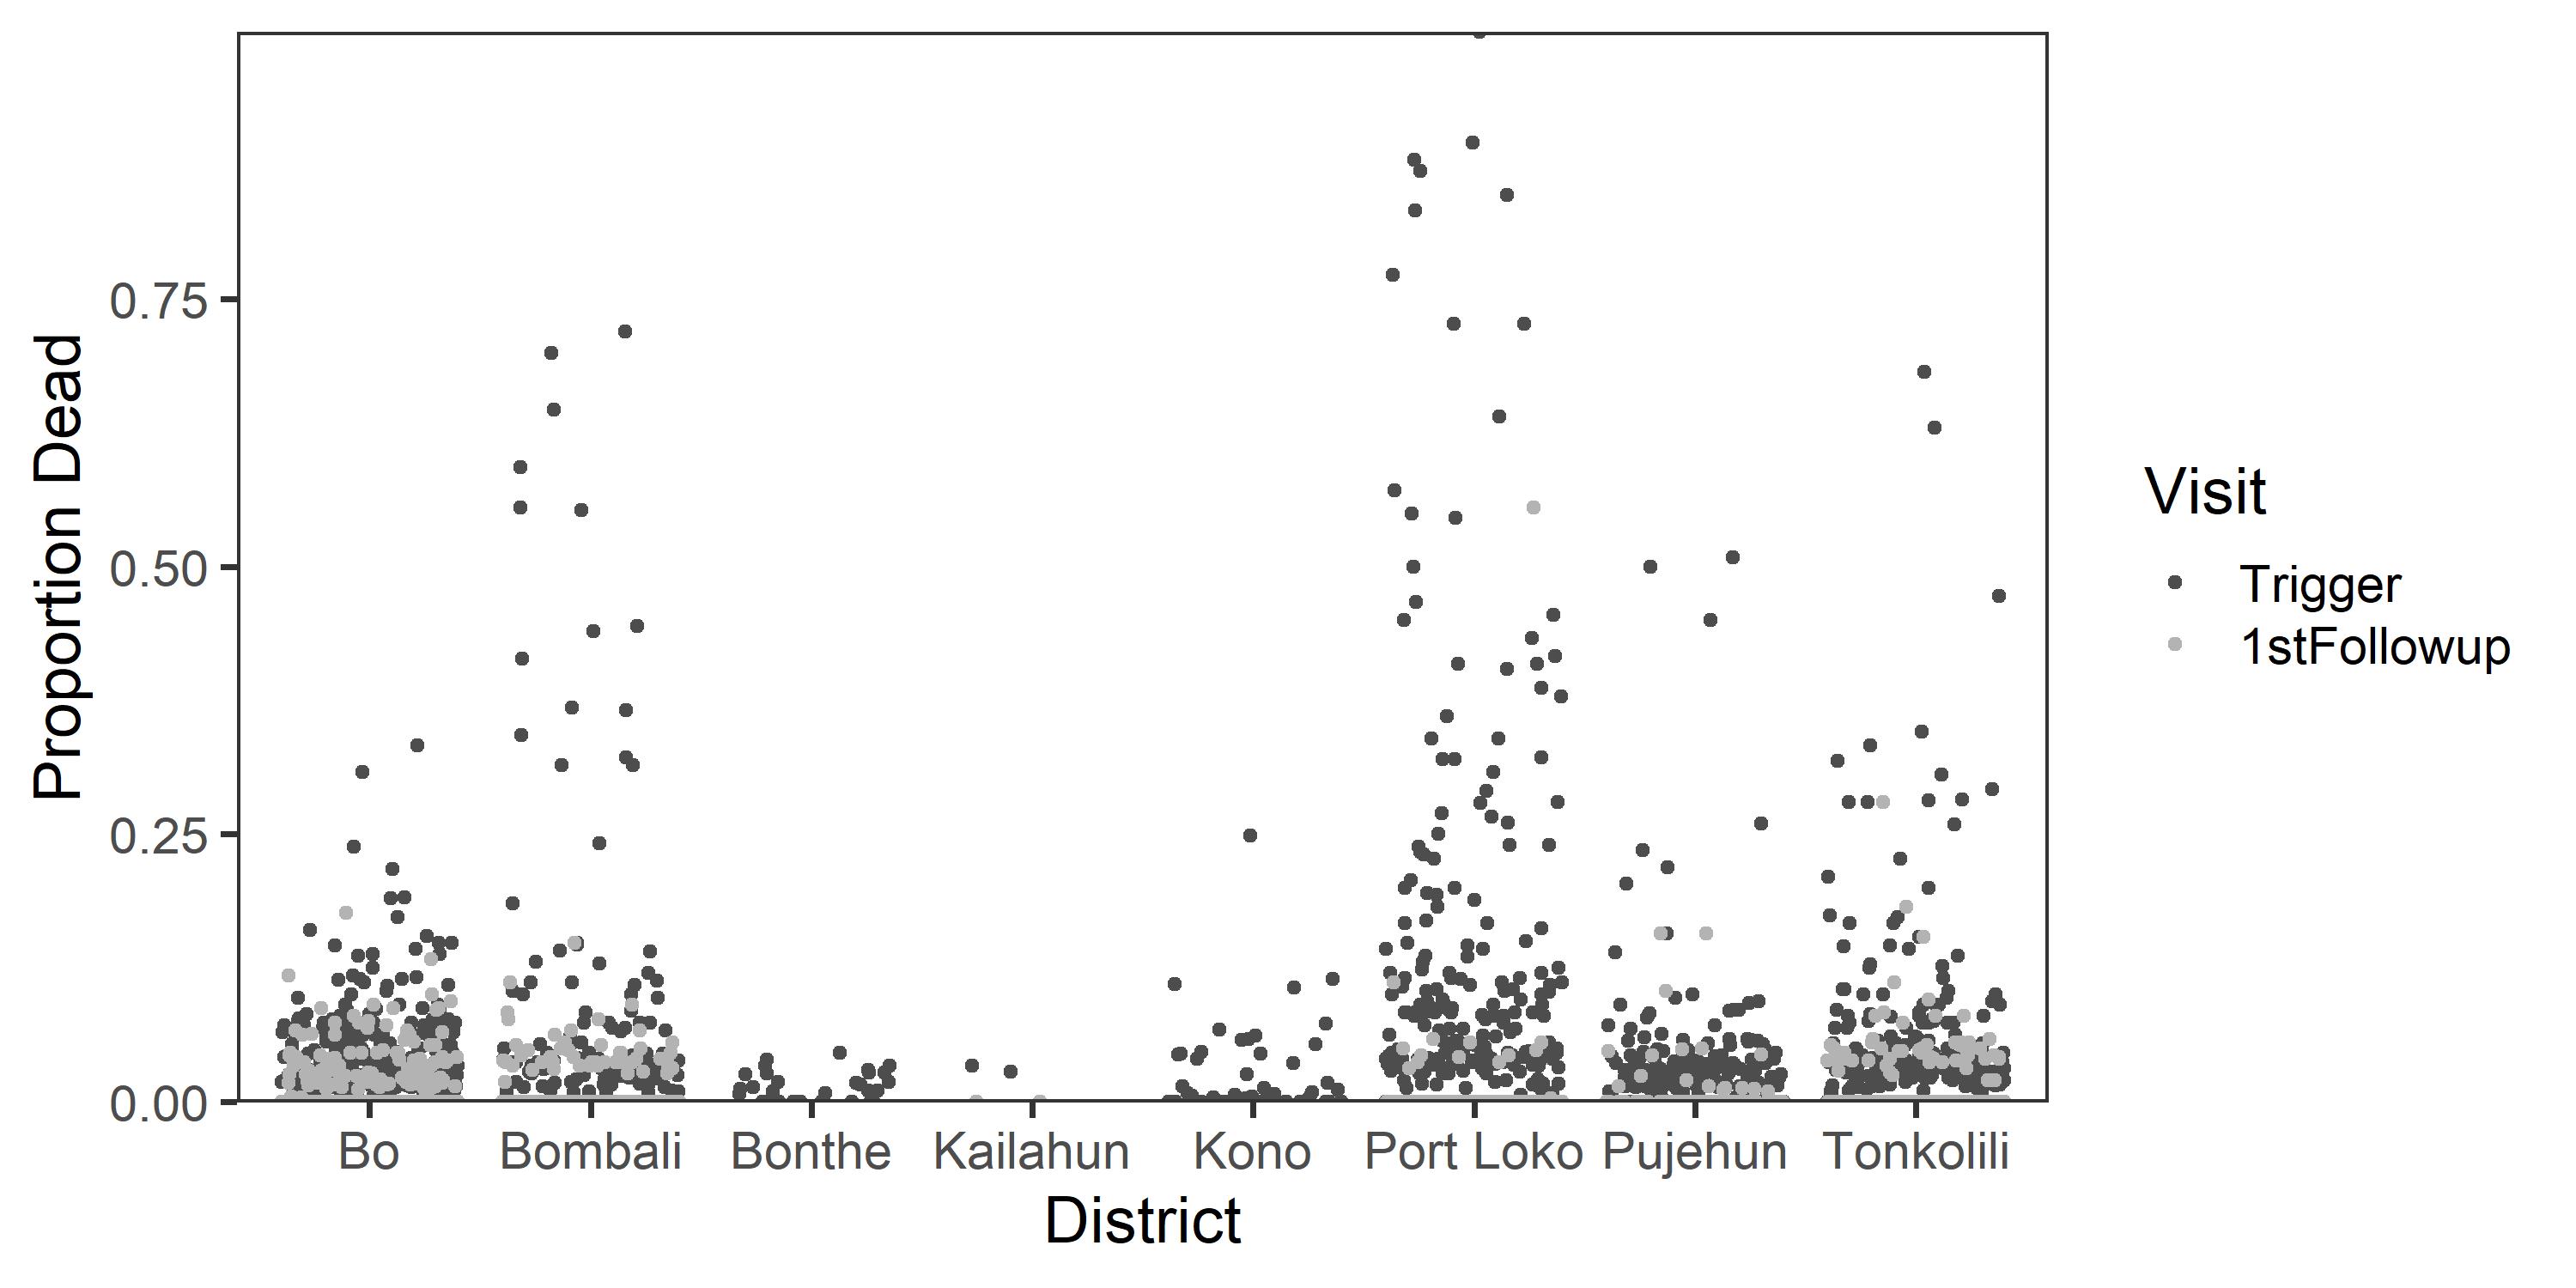 Proportion Dead
0.75
0.50
0.25
0.00
Bo Bombali Bonthe Kailahun Kono Port Loko Pujehun Tonkolili
District
Visit
Trigger
1stFollowup